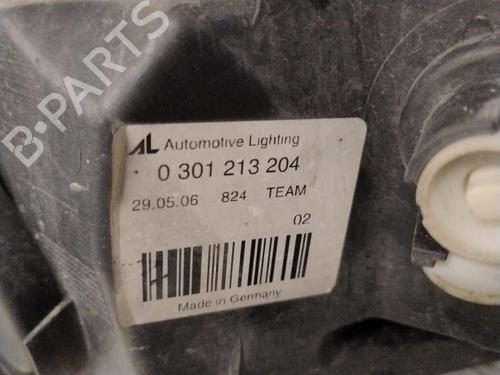 B-PARTS
AL Automotive Lighting
0 301 213 204
29.05.06 824 TEAM
02
Made in Germany